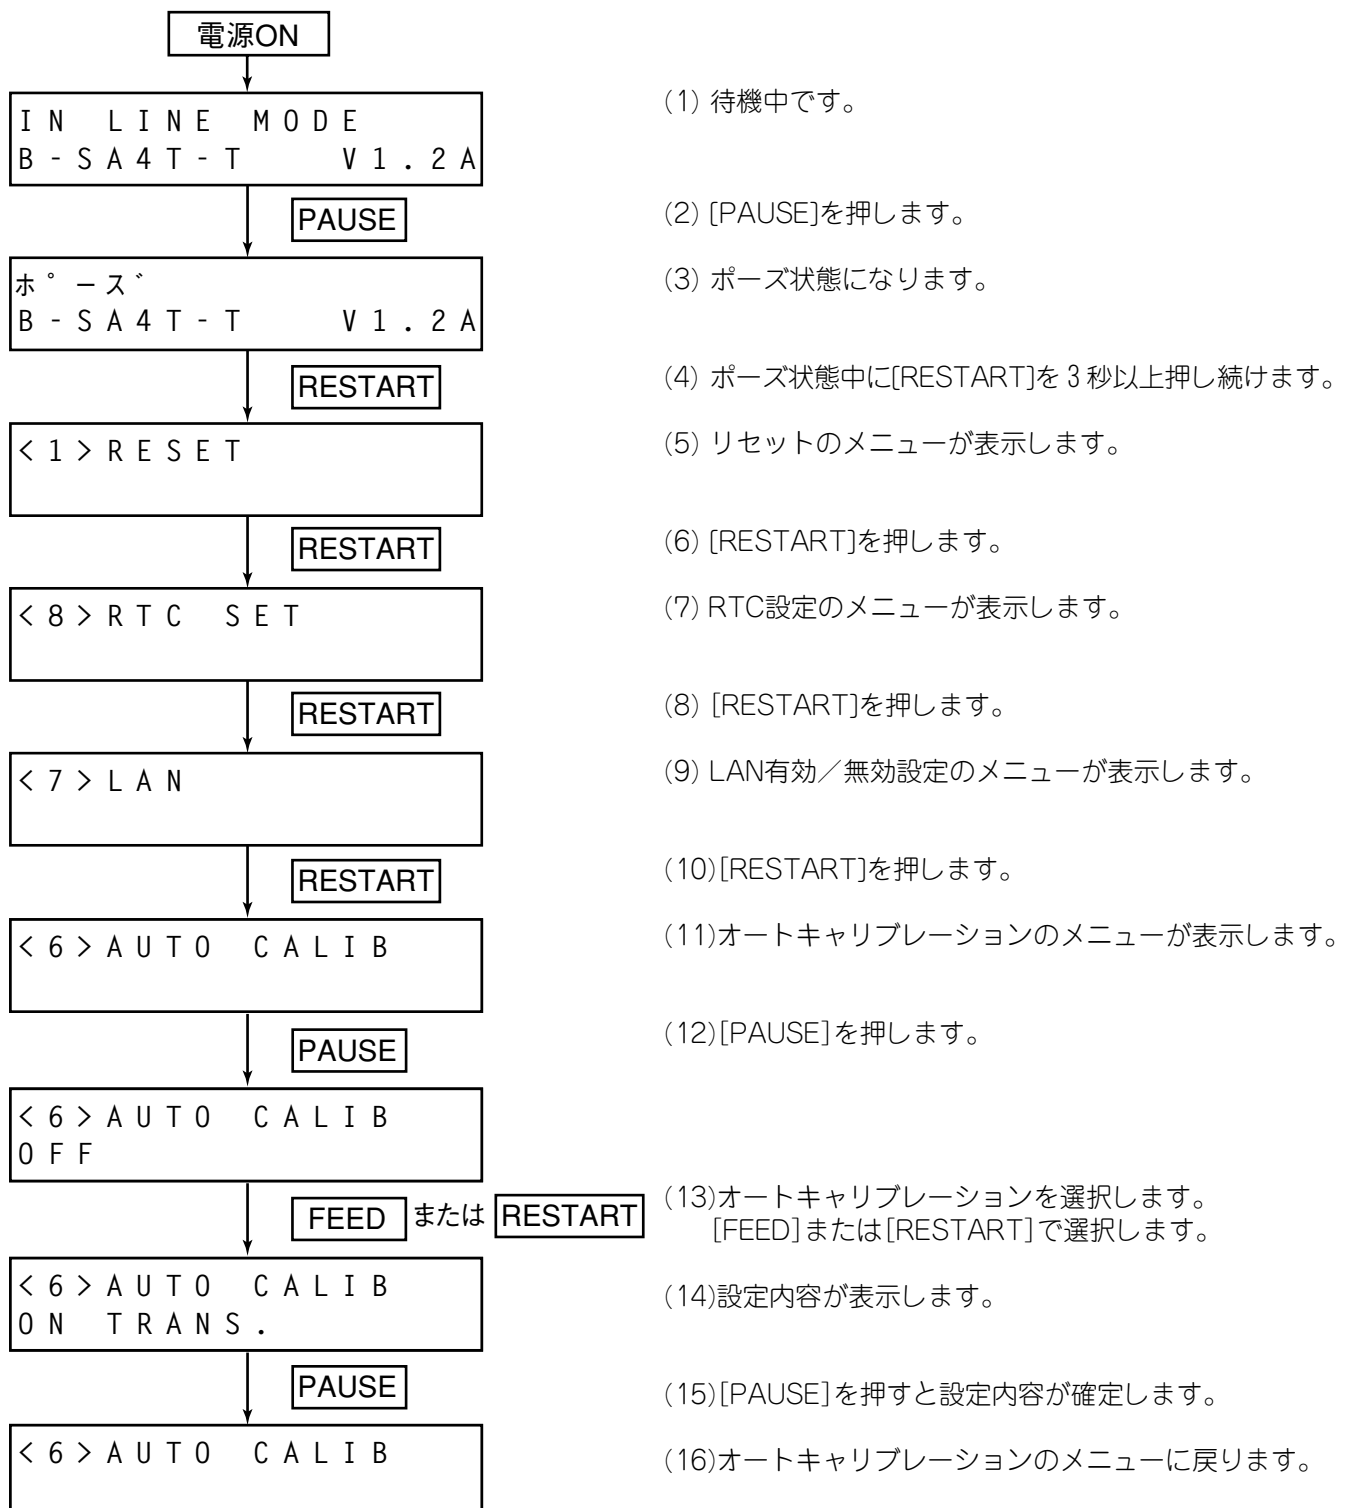 電源ON
IN LINE MODE
(1) 待機中です。
B-SA4T-T V1.2A
PAUSE
(2) [PAUSE]を押します。
ポーズ
(3) ポーズ状態になります。
B-SA4T-T V1.2A
RESTART
(4) ポーズ状態中に[RESTART]を3秒以上押し続けます。
<1>RESET
(5) リセットのメニューが表示します。
RESTART
(6) [RESTART]を押します。
<8>RTC SET
(7) RTC設定のメニューが表示します。
RESTART
(8) [RESTART]を押します。
<7>LAN
(9) LAN有効／無効設定のメニューが表示します。
RESTART
(10)[RESTART]を押します。
<6>AUTO CALIB
(11)オートキャリブレーションのメニューが表示します。
PAUSE
(12)[PAUSE]を押します。
<6>AUTO CALIB
OFF
FEED または RESTART
(13)オートキャリブレーションを選択します。
[FEED]または[RESTART]で選択します。
<6>AUTO CALIB
ON TRANS.
(14)設定内容が表示します。
PAUSE
(15)[PAUSE]を押すと設定内容が確定します。
<6>AUTO CALIB
(16)オートキャリブレーションのメニューに戻ります。